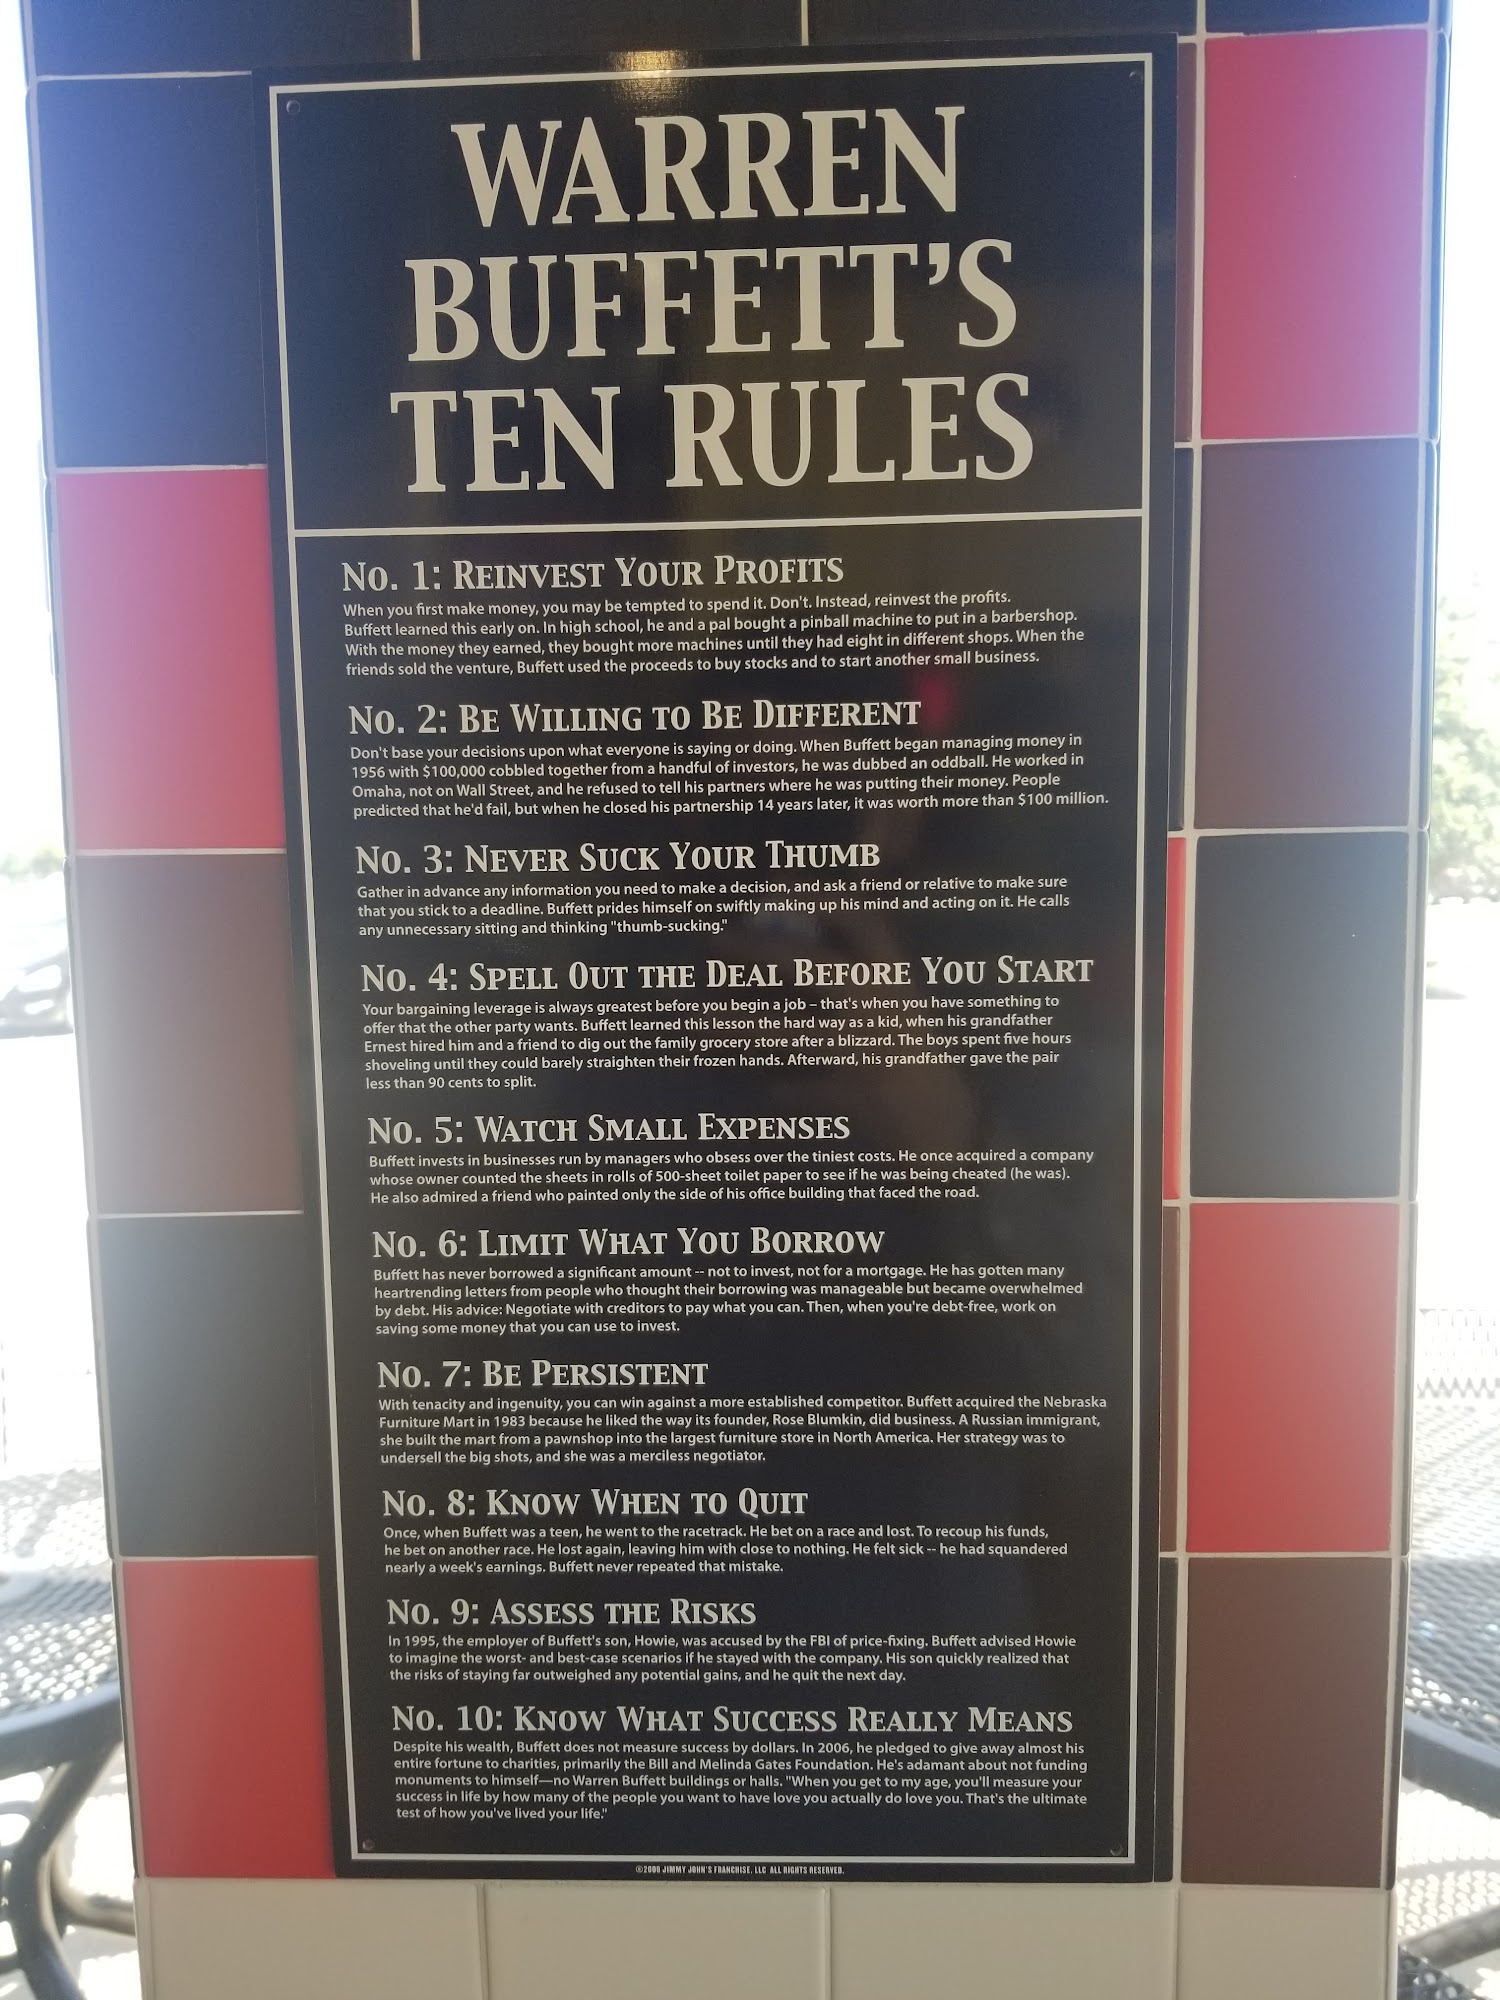 WARREN
BUFFETT'S
TEN RULES
No. 1: Reinvest Your Profits
When you first make money, you may be tempted to spend it. Don't. Instead, reinvest the profits.
Buffett learned this early on. In high school, he and a pal bought a pinball machine to put in a barbershop.
With the money they earned, they bought more machines until they had eight in different shops. When the
friends sold the venture, Buffett used the proceeds to buy stocks and to start another small business.
No. 2: Be Willing to Be Different
Don't base your decisions upon what everyone is saying or doing. When Buffett began managing money in
1956 with $100,000 cobbled together from a handful of investors, he was dubbed an oddball. He worked in
Omaha, not on Wall Street, and he refused to tell his partners where he was putting their money. People
predicted that he'd fail, but when he closed his partnership 14 years later, it was worth more than $100 million.
No. 3: Never Suck Your Thumb
Gather in advance any information you need to make a decision, and ask a friend or relative to make sure
that you stick to a deadline. Buffett prides himself on swiftly making up his mind and acting on it. He calls
any unnecessary sitting and thinking "thumb-sucking."
No. 4: Spell Out the Deal Before You Start
Your bargaining leverage is always greatest before you begin a job – that's when you have something to
offer that the other party wants. Buffett learned this lesson the hard way as a kid, when his grandfather
Ernest hired him and a friend to dig out the family grocery store after a blizzard. The boys spent five hours
shoveling until they could barely straighten their frozen hands. Afterward, his grandfather gave the pair
less than 90 cents to split.
No. 5: Watch Small Expenses
Buffett invests in businesses run by managers who obsess over the tiniest costs. He once acquired a company
whose owner counted the sheets in rolls of 500-sheet toilet paper to see if he was being cheated (he was).
He also admired a friend who painted only the side of his office building that faced the road.
No. 6: Limit What You Borrow
Buffett has never borrowed a significant amount -- not to invest, not for a mortgage. He has gotten many
heartrending letters from people who thought their borrowing was manageable but became overwhelmed
by debt. His advice: Negotiate with creditors to pay what you can. Then, when you're debt-free, work on
saving some money that you can use to invest.
No. 7: Be Persistent
With tenacity and ingenuity, you can win against a more established competitor. Buffett acquired the Nebraska
Furniture Mart in 1983 because he liked the way its founder, Rose Blumkin, did business. A Russian immigrant,
she built the mart from a pawnshop into the largest furniture store in North America. Her strategy was to
undersell the big shots, and she was a merciless negotiator.
No. 8: Know When to Quit
Once, when Buffett was a teen, he went to the racetrack. He bet on a race and lost. To recoup his funds,
he bet on another race. He lost again, leaving him with close to nothing. He felt sick -- he had squandered
nearly a week's earnings. Buffett never repeated that mistake.
No. 9: Assess the Risks
In 1995, the employer of Buffett's son, Howie, was accused by the FBI of price-fixing. Buffett advised Howie
to imagine the worst- and best-case scenarios if he stayed with the company. His son quickly realized that
the risks of staying far outweighed any potential gains, and he quit the next day.
No. 10: Know What Success Really Means
Despite his wealth, Buffett does not measure success by dollars. In 2006, he pledged to give away almost his
entire fortune to charities, primarily the Bill and Melinda Gates Foundation. He's adamant about not funding
monuments to himself—no Warren Buffett buildings or halls. "When you get to my age, you'll measure your
success in life by how many of the people you want to have love you actually do love you. That's the ultimate
test of how you've lived your life."
JIMMY JOHN'S FRANCHISE, LLC ALL RIGHTS RESERVED.